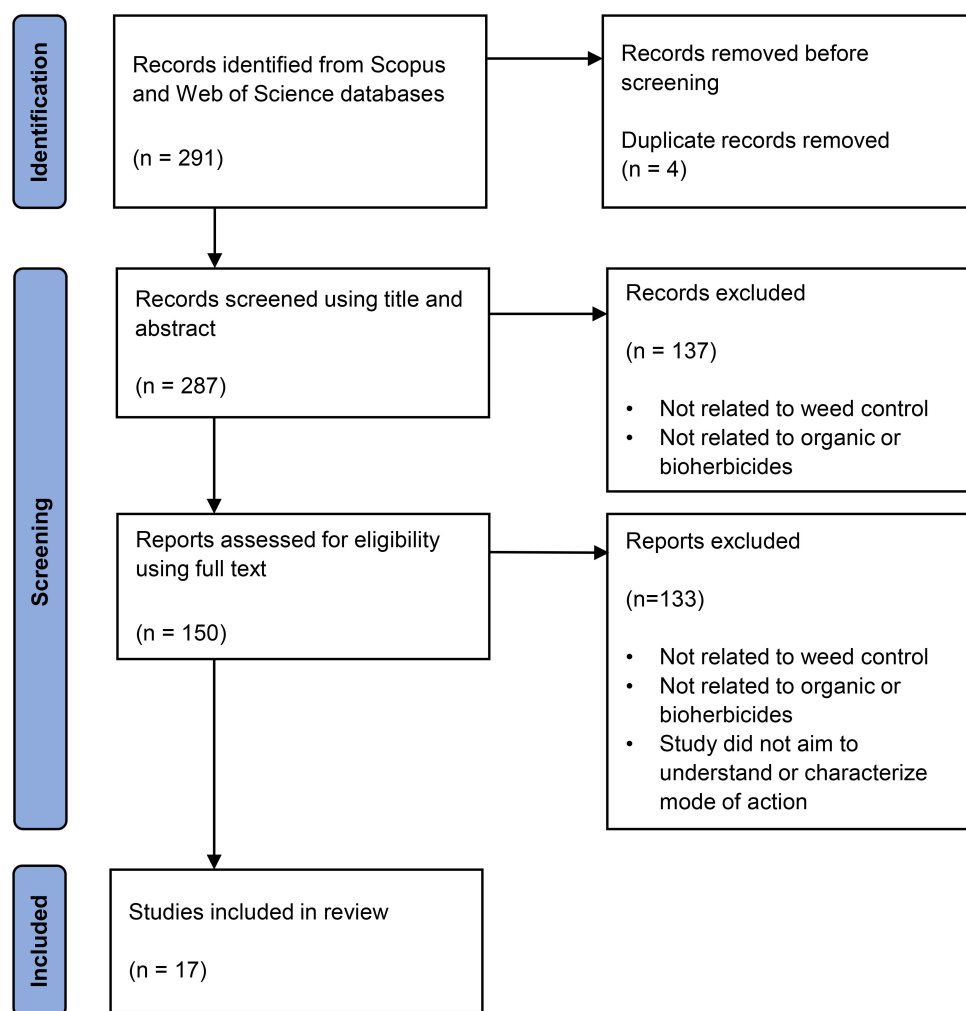 Identification
Records identified from Scopus
and Web of Science databases
(n = 291)
Records removed before
screening
Duplicate records removed
(n = 4)
Screening
Records screened using title and
abstract
(n = 287)
Records excluded
(n = 137)
• Not related to weed control
• Not related to organic or
bioherbicides
Reports assessed for eligibility
using full text
(n = 150)
Reports excluded
(n=133)
• Not related to weed control
• Not related to organic or
bioherbicides
• Study did not aim to
understand or characterize
mode of action
Included
Studies included in review
(n = 17)